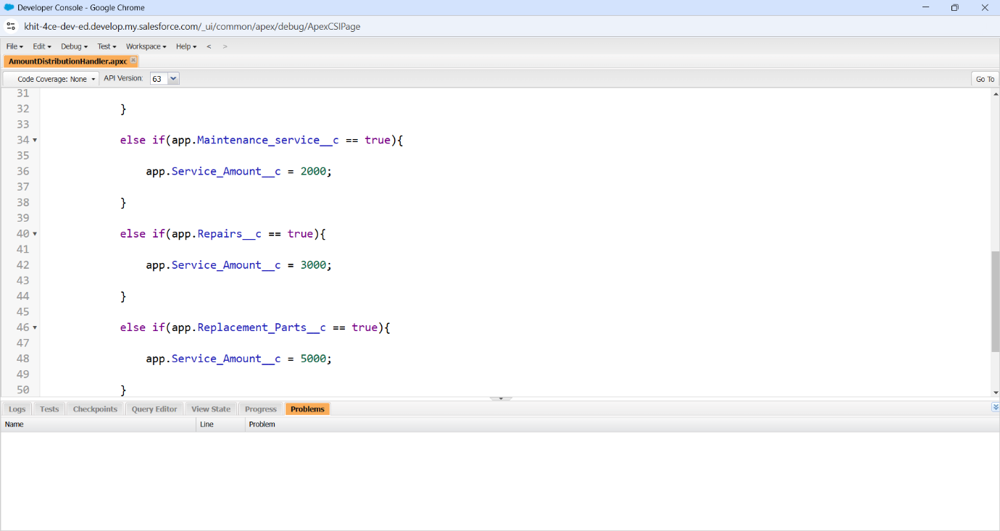 Developer Console - Google Chrome
khit-4ce-dev-ed.develop.my.salesforce.com/_ui/common/apex/debug/ApexCSIPage
File Edit Debug Test Workspace Help < >
AmountDistributionHandler.apxc
Code Coverage: None API Version: 63 Go To
31
32 }
33
34 else if(app.Maintenance_service__c == true){
35
36 app.Service_Amount__c = 2000;
37
38 }
39
40 else if(app.Repairs__c == true){
41
42 app.Service_Amount__c = 3000;
43
44 }
45
46 else if(app.Replacement_Parts__c == true){
47
48 app.Service_Amount__c = 5000;
49
50 }
Logs Tests Checkpoints Query Editor View State Progress Problems
Name Line Problem